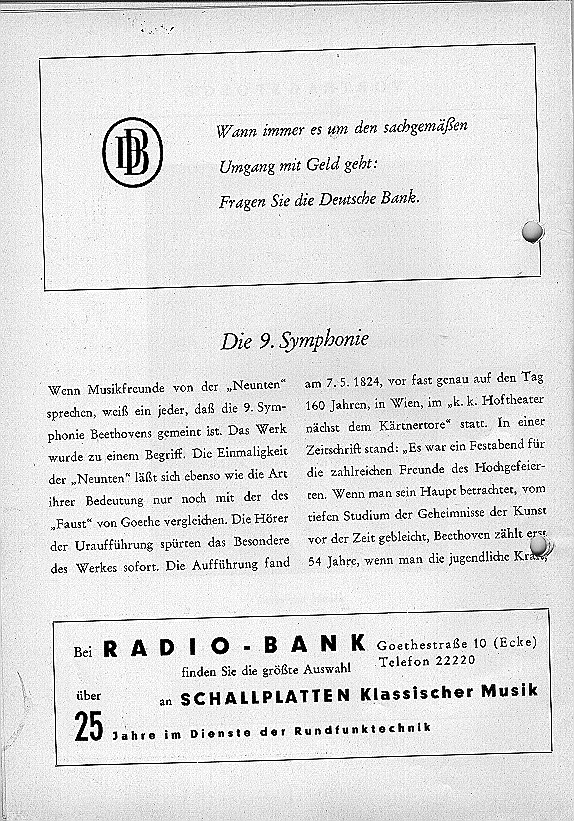 DB
Wann immer es um den sachgemäßen
Umgang mit Geld geht:
Fragen Sie die Deutsche Bank.
Die 9. Symphonie
Wenn Musikfreunde von der „Neunten“
sprechen, weiß ein jeder, daß die 9. Sym-
phonie Beethovens gemeint ist. Das Werk
wurde zu einem Begriff. Die Einmaligkeit
der „Neunten“ läßt sich ebenso wie die Art
ihrer Bedeutung nur noch mit der des
„Faust“ von Goethe vergleichen. Die Hörer
der Uraufführung spürten das Besondere
des Werkes sofort. Die Aufführung fand
am 7. 5. 1824, vor fast genau auf den Tag
160 Jahren, in Wien, im „k. k. Hoftheater
nächst dem Kärtnertore“ statt. In einer
Zeitschrift stand: „Es war ein Festabend für
die zahlreichen Freunde des Hochgefeier-
ten. Wenn man sein Haupt betrachtet, vom
tiefen Studium der Geheimnisse der Kunst
vor der Zeit gebleicht, Beethoven zählt erst
54 Jahre, wenn man die jugendliche Kraft,
Bei RADIO-BANK Goethestraße 10 (Ecke)
Telefon 22220
finden Sie die größte Auswahl
über
an SCHALLPLATTEN Klassischer Musik
25 Jahre im Dienste der Rundfunktechnik